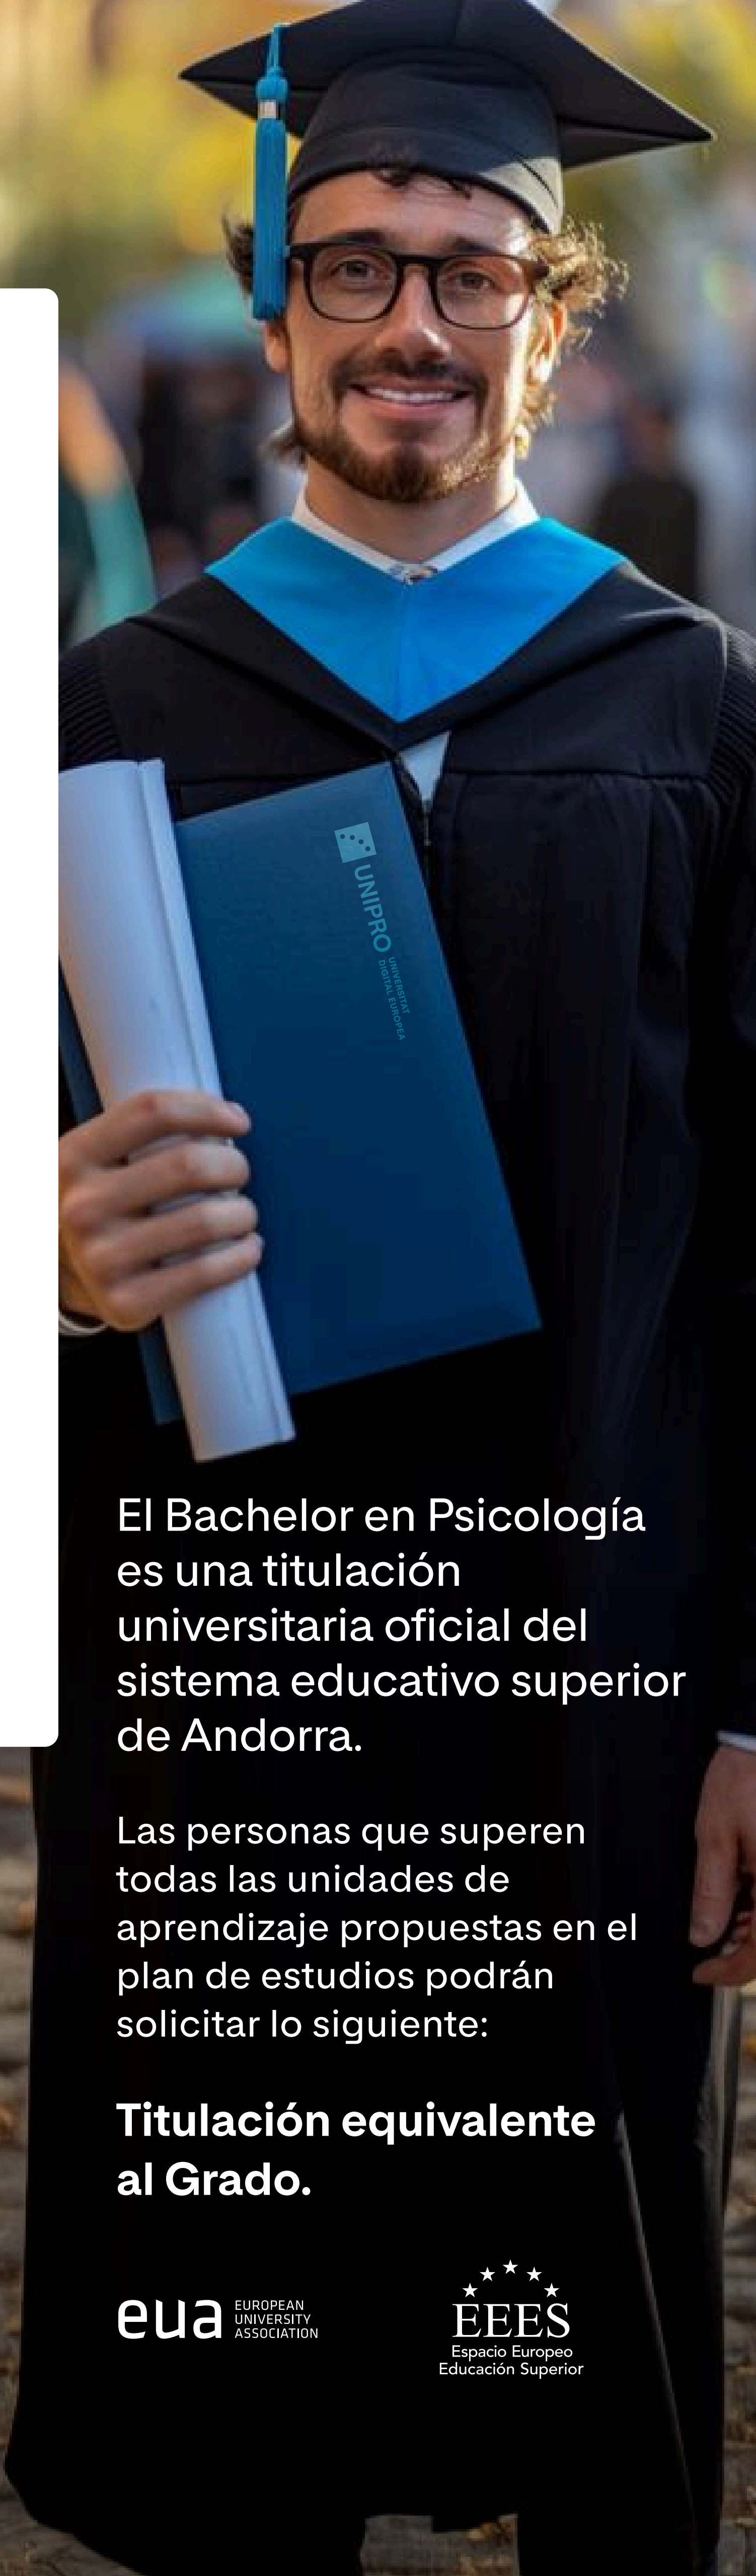 UNIPRO
UNIVERSITAT
DIGITAL EUROPEA
El Bachelor en Psicología
es una titulación
universitaria oficial del
sistema educativo superior
de Andorra.
Las personas que superen
todas las unidades de
aprendizaje propuestas en el
plan de estudios podrán
solicitar lo siguiente:
Titulación equivalente
al Grado.
eua
EUROPEAN
UNIVERSITY
ASSOCIATION
EEES
Espacio Europeo
Educación Superior